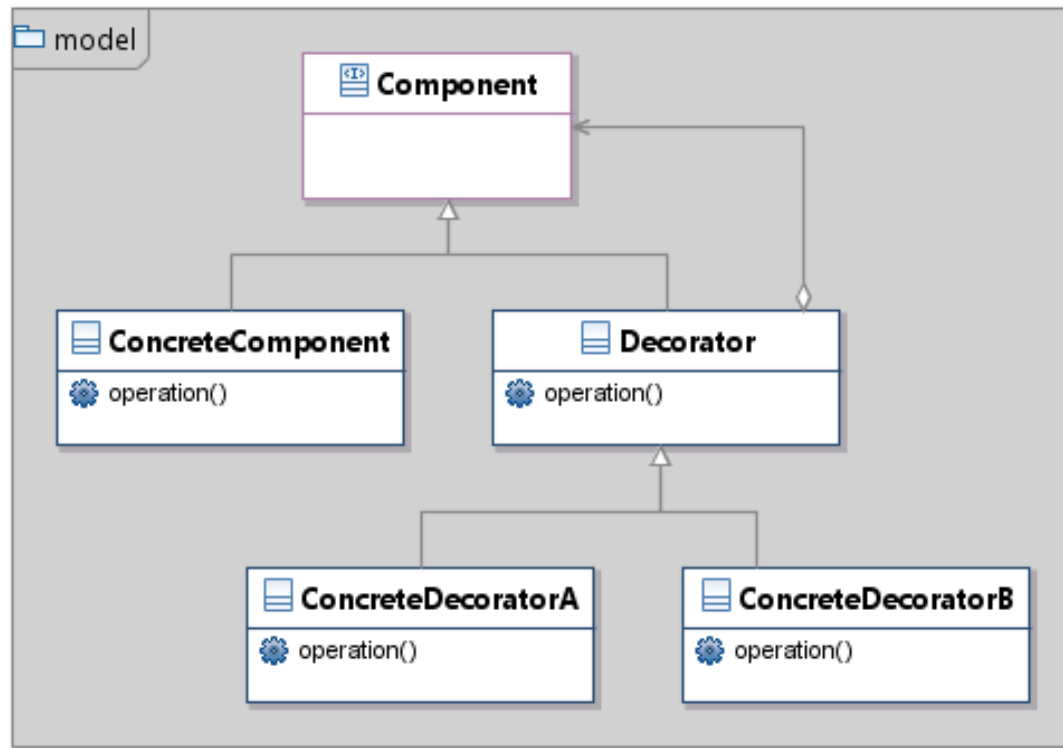 model
<I>
Component
ConcreteComponent
operation()
Decorator
operation()
ConcreteDecoratorA
operation()
ConcreteDecoratorB
operation()